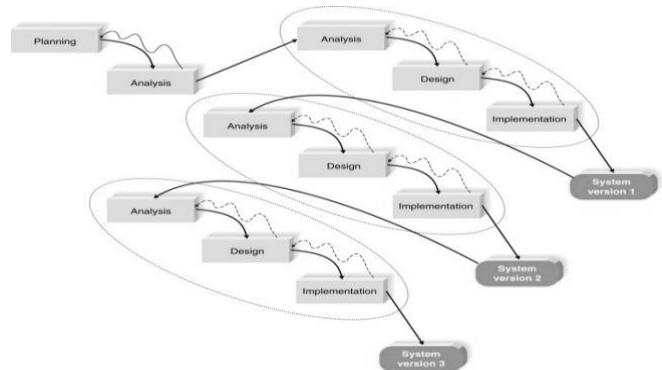 Planning
Analysis
Analysis
Design
Implementation
System
version 1
Analysis
Design
Implementation
System
version 2
Analysis
Design
Implementation
System
version 3